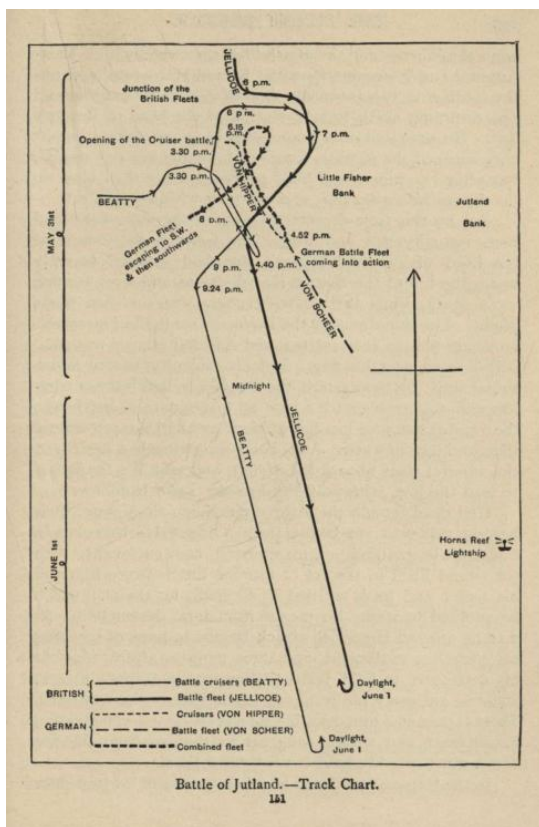 JELLICOE
6 p.m.
Junction of the
British Fleets
6 p.m.
6.15
p.m.
7 p.m.
Opening of the Cruiser battle,
3.30 p.m.
3.30 p.m.
BEATTY
VON HIPPER
Little Fisher
Bank
Jutland
Bank
8 p.m.
German Fleet
escaping to S.W.
& then southwards
4.52 p.m.
German Battle Fleet
coming into action
4.40 p.m.
9 p.m.
9.24 p.m.
VON SCHEER
MAY 31st
Midnight
BEATTY
JELLICOE
JUNE 1st
Horns Reef
Lightship
Daylight,
June 1
Daylight,
June 1
BRITISH
Battle cruisers (BEATTY)
Battle fleet (JELLICOE)
GERMAN
Cruisers (VON HIPPER)
Battle fleet (VON SCHEER)
Combined fleet
Battle of Jutland.—Track Chart.
151